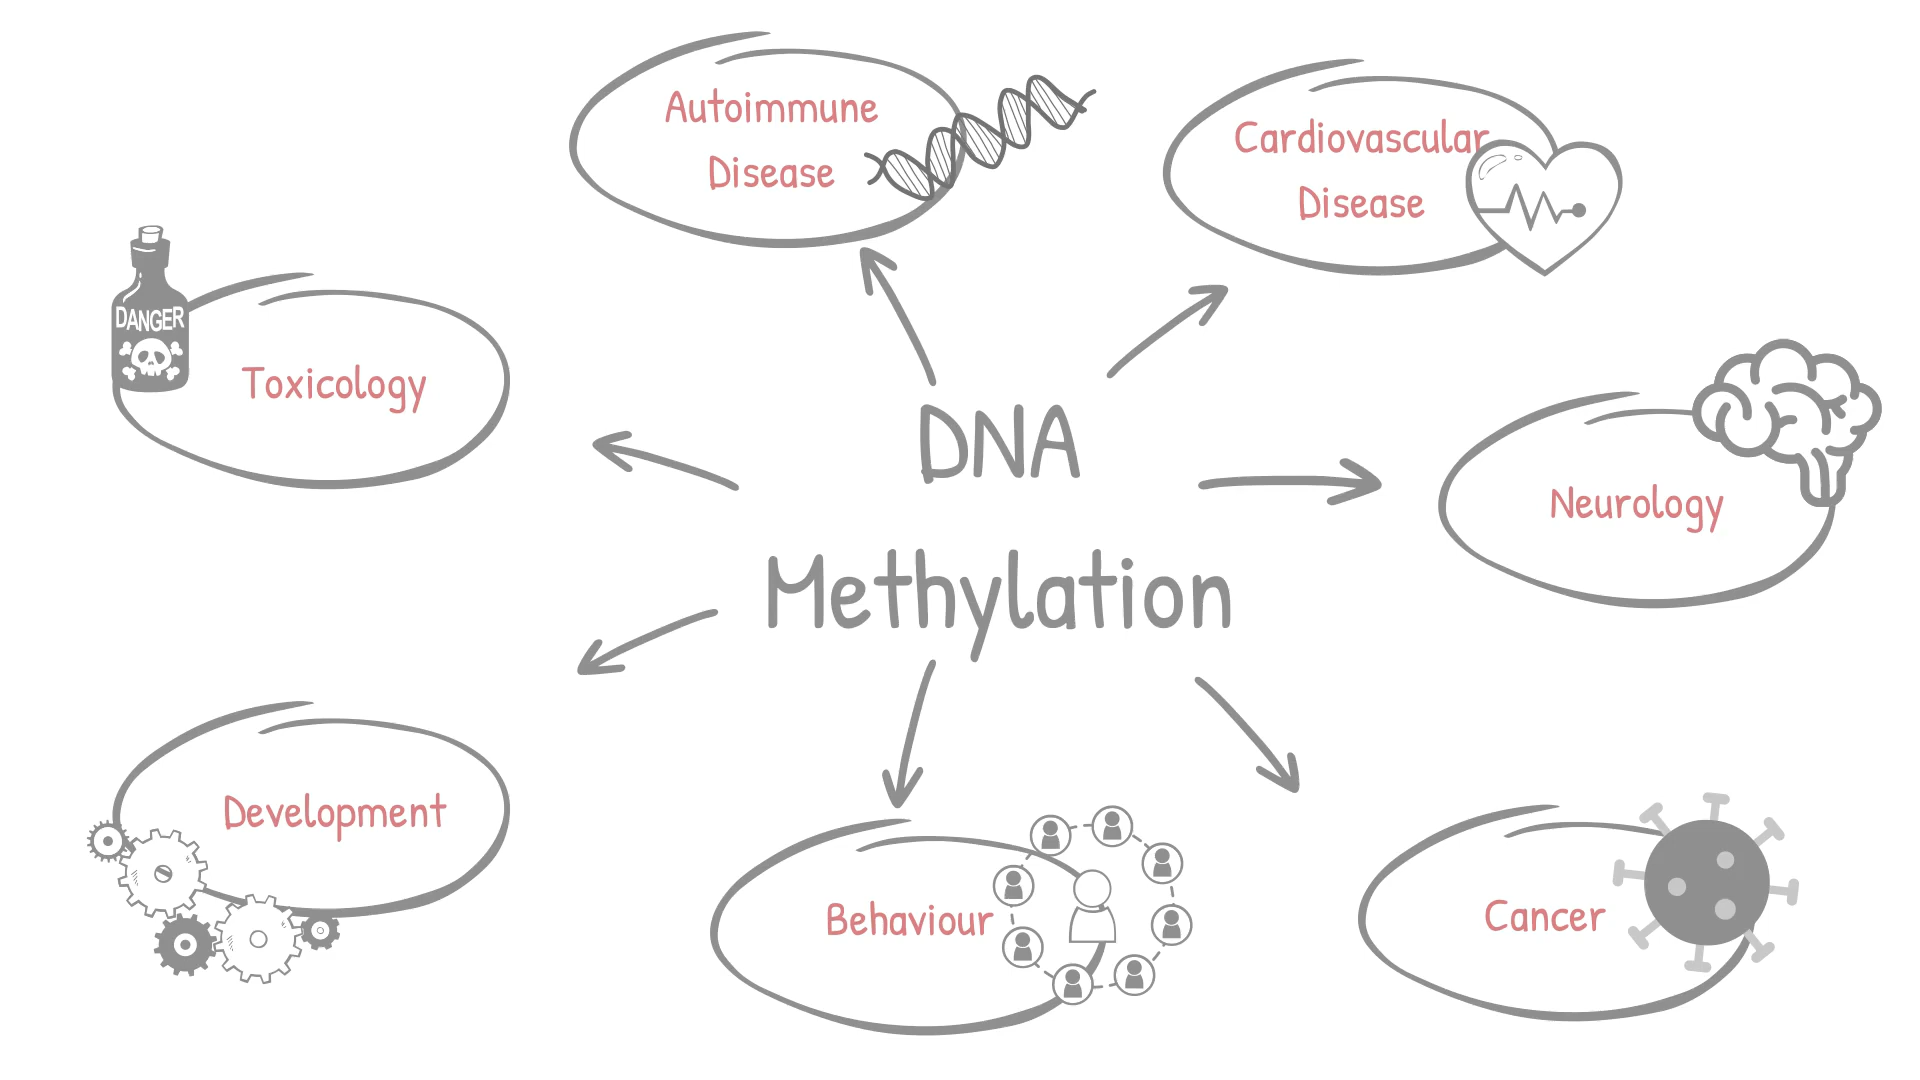 Autoimmune
Disease
Cardiovascular
Disease
DANGER
Toxicology
DNA
Methylation
Neurology
Development
Behaviour
Cancer